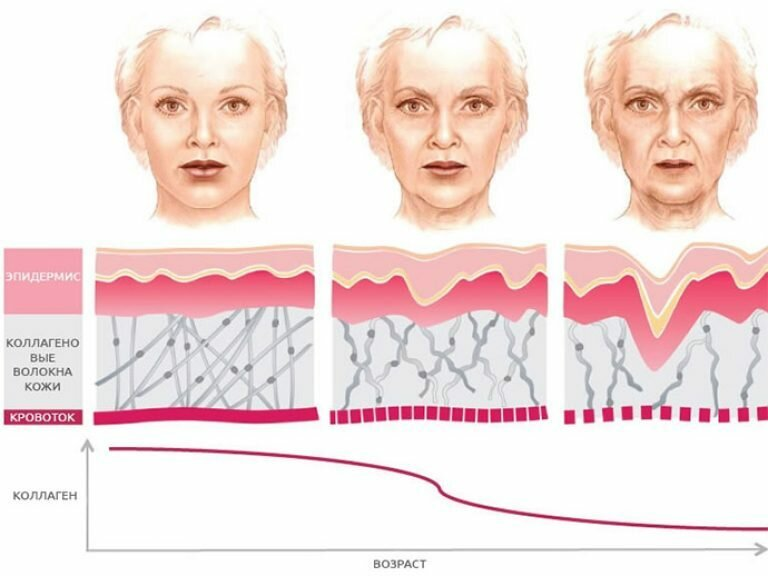 ЭПИДЕРМИС
КОЛЛАГЕНО
ВЫЕ
ВОЛОКНА
КОЖИ
КРОВОТОК
КОЛЛАГЕН
ВОЗРАСТ